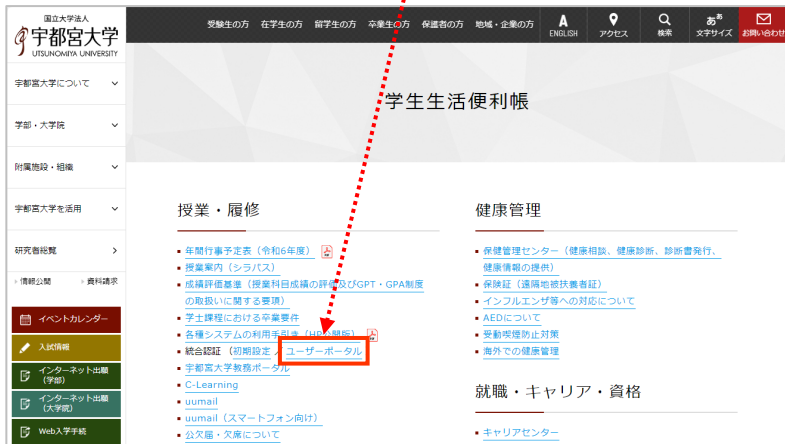 国立大学法人
宇都宮大学
UTSUNOMIYA UNIVERSITY
受験生の方 在学生の方 留学生の方 卒業生の方 保護者の方 地域・企業の方
A
ENGLISH
アクセス
検索
ああ
文字サイズ
お問い合わせ
宇都宮大学について
学部・大学院
附属施設・組織
宇都宮大学を活用
研究者総覧
情報公開
資料請求
イベントカレンダー
入試情報
インターネット出願
(学部)
インターネット出願
(大学院)
Web入学手続
学生生活便利帳
授業・履修
年間行事予定表(令和6年度)
授業案内(シラバス)
成績評価基準(授業科目成績の評価及びGPT・GPA制度
の取扱いに関する要項)
学士課程における卒業要件
各種システムの利用手引き(HP公開版)
統合認証 (初期設定 / ユーザーポータル
宇都宮大学教務ポータル
C-Learning
uumail
uumail(スマートフォン向け)
公欠届・欠席について
健康管理
保健管理センター(健康相談、健康診断、診断書発行、
健康情報の提供)
保険証(遠隔地被扶養者証)
インフルエンザ等への対応について
AEDについて
受動喫煙防止対策
海外での健康管理
就職・キャリア・資格
キャリアセンター